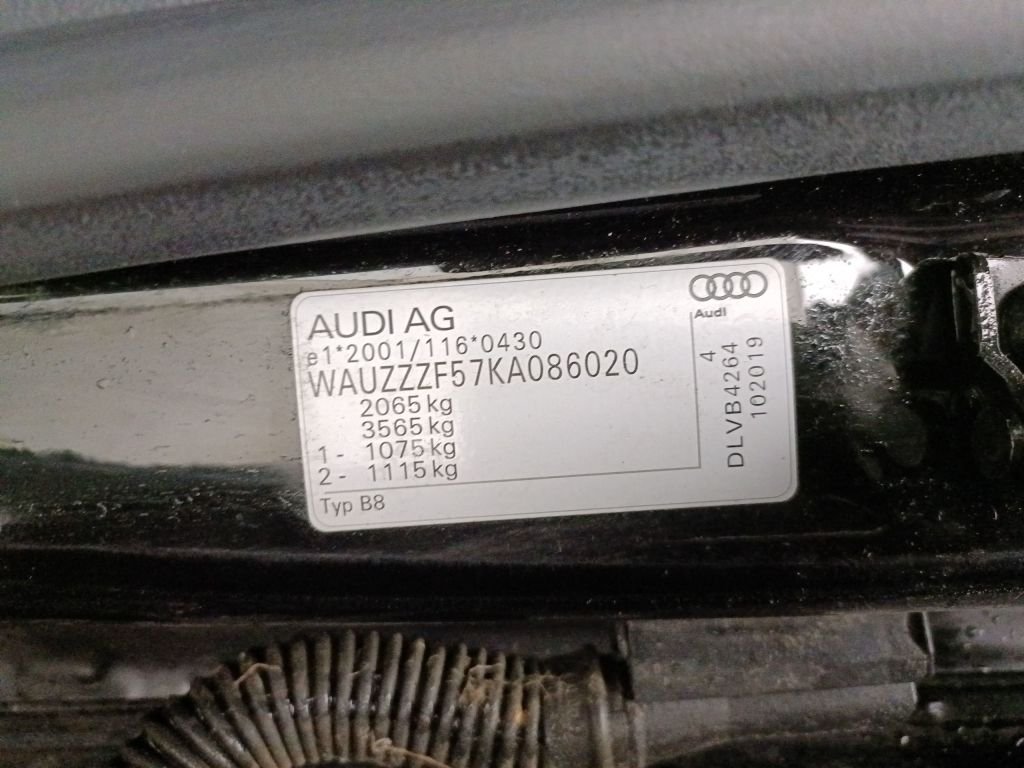 AUDI AG
e1*2001/116*0430
WAUZZZF57KA086020
2065 kg
3565 kg
1 - 1075 kg
2 - 1115 kg
Typ B8
Audi
DLVB4264 4
102019